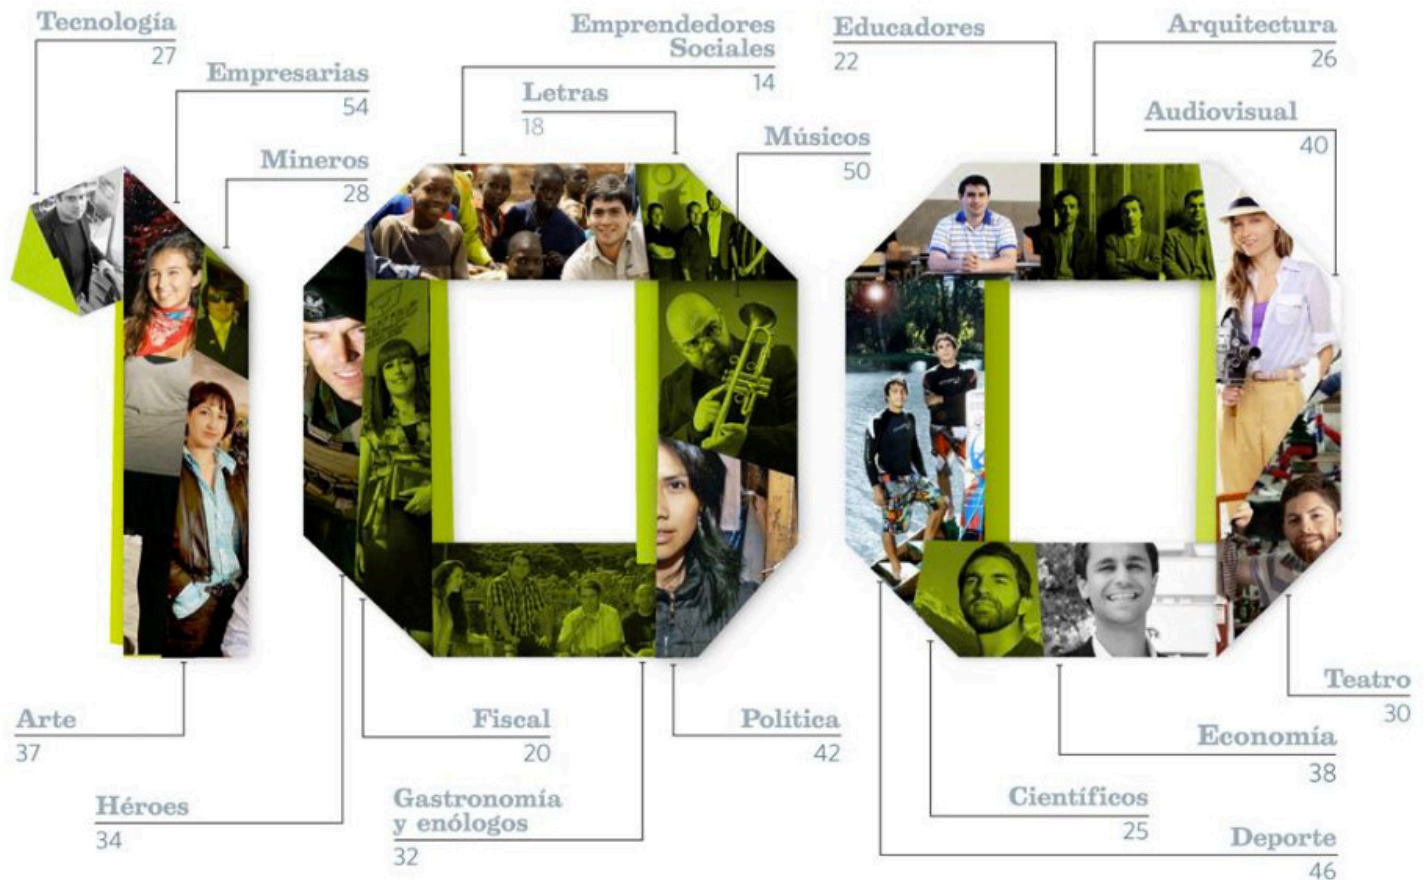 Tecnología
27
Empresarias
54
Mineros
28
Emprendedores
Sociales
14
Letras
18
Músicos
50
Educadores
22
Arquitectura
26
Audiovisual
40
Arte
37
Héroes
34
Fiscal
20
Gastronomía
y enólogos
32
Política
42
Teatro
30
Economía
38
Científicos
25
Deporte
46